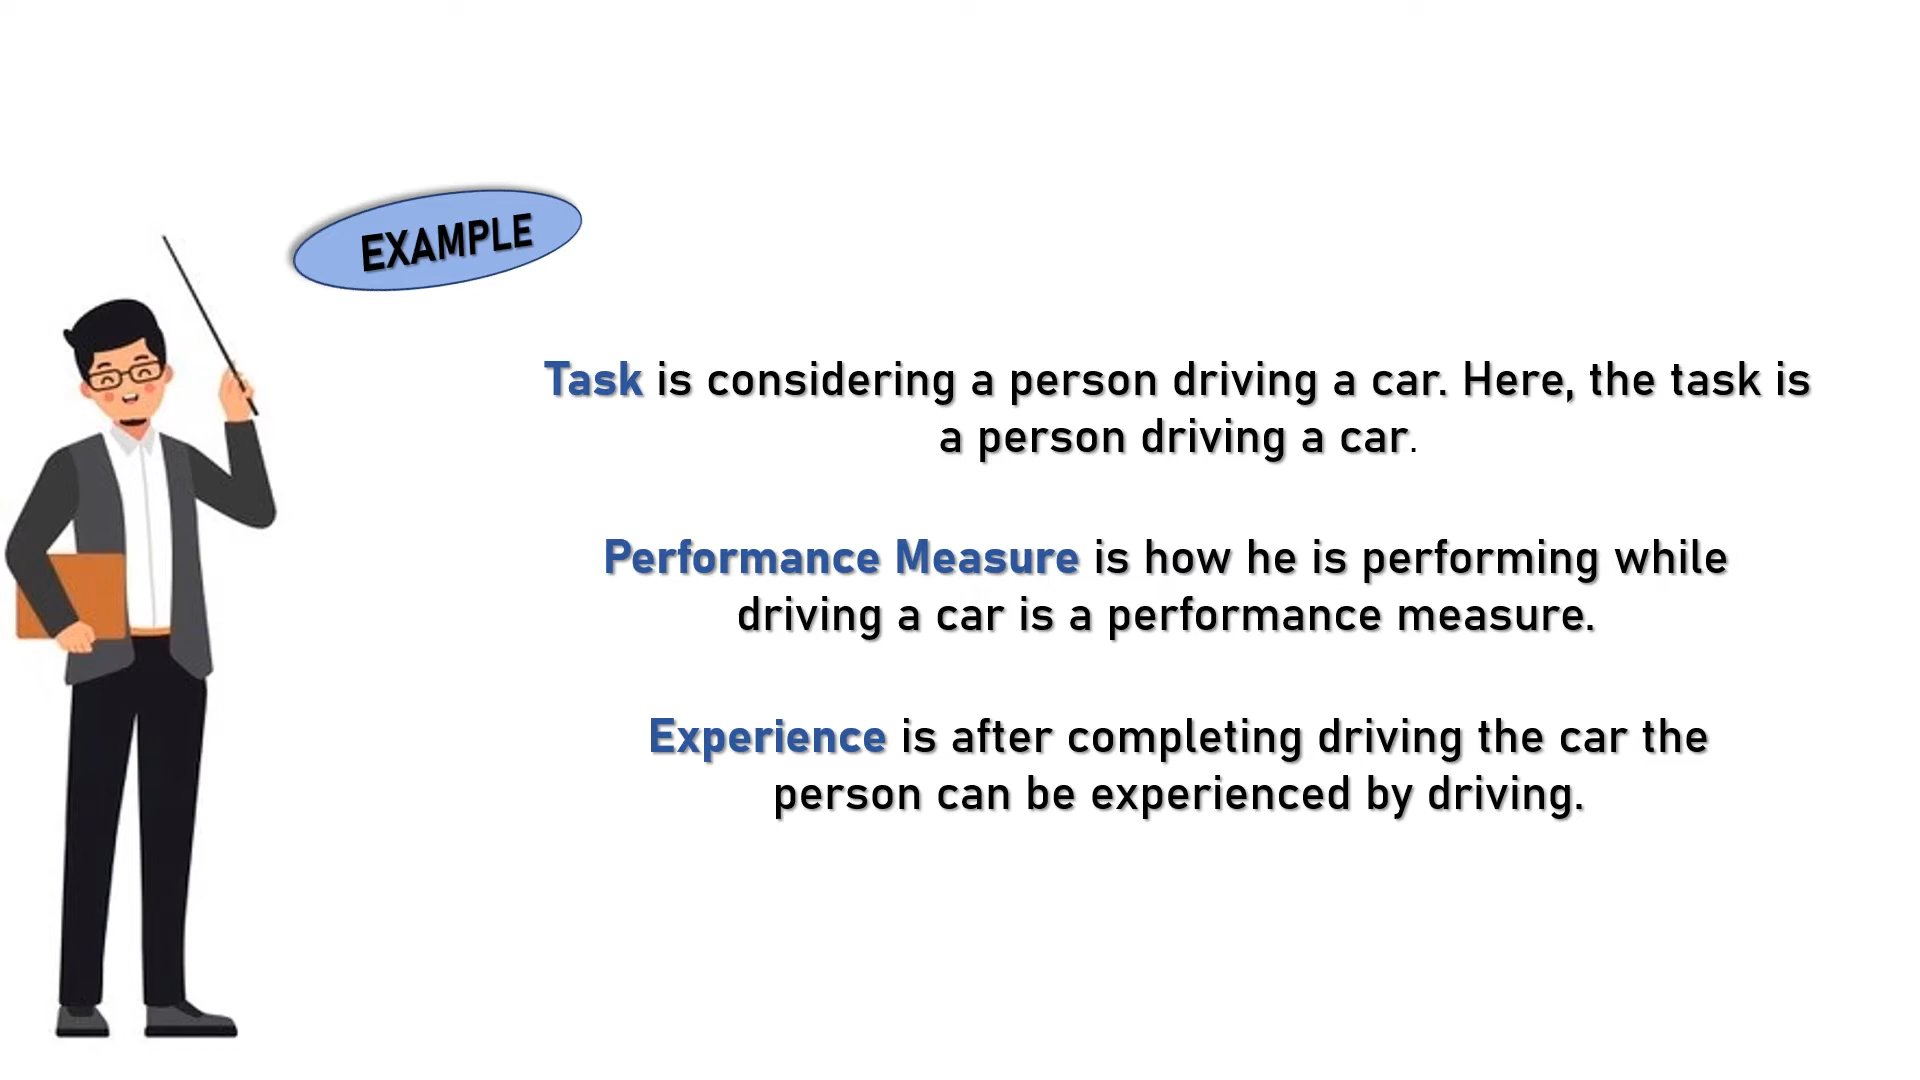 EXAMPLE
Task is considering a person driving a car. Here, the task is
a person driving a car.
Performance Measure is how he is performing while
driving a car is a performance measure.
Experience is after completing driving the car the
person can be experienced by driving.